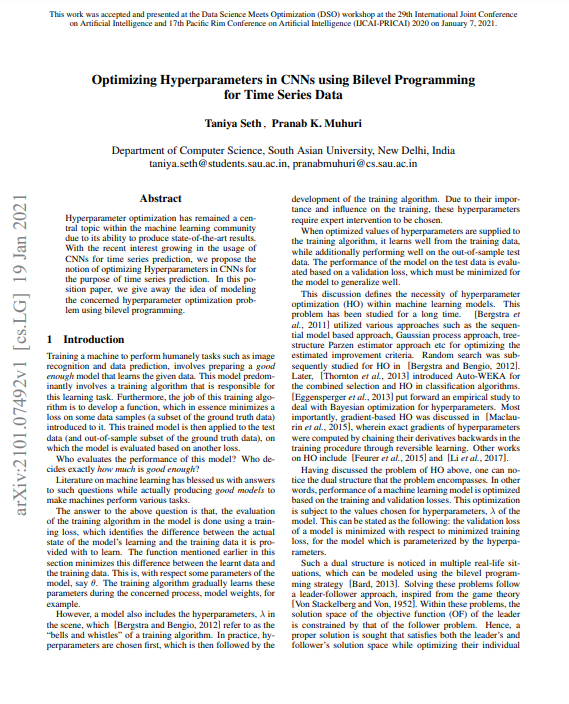 This work was accepted and presented at the Data Science Meets Optimization (DSO) workshop at the 29th International Joint Conference
on Artificial Intelligence and 17th Pacific Rim Conference on Artificial Intelligence (IJCAI-PRICAI) 2020 on January 7, 2021.
Optimizing Hyperparameters in CNNs using Bilevel Programming
for Time Series Data
Taniya Seth , Pranab K. Muhuri
Department of Computer Science, South Asian University, New Delhi, India
taniya.seth@students.sau.ac.in, pranabmuhuri@cs.sau.ac.in
arXiv:2101.07492v1 [cs.LG] 19 Jan 2021
Abstract
Hyperparameter optimization has remained a cen-
tral topic within the machine learning community
due to its ability to produce state-of-the-art results.
With the recent interest growing in the usage of
CNNs for time series prediction, we propose the
notion of optimizing Hyperparameters in CNNs for
the purpose of time series prediction. In this po-
sition paper, we give away the idea of modeling
the concerned hyperparameter optimization prob-
lem using bilevel programming.
1 Introduction
Training a machine to perform humanely tasks such as image
recognition and data prediction, involves preparing a good
enough model that learns the given data. This model predom-
inantly involves a training algorithm that is responsible for
this learning task. Furthermore, the job of this training algo-
rithm is to develop a function, which in essence minimizes a
loss on some data samples (a subset of the ground truth data)
introduced to it. This trained model is then applied to the test
data (and out-of-sample subset of the ground truth data), on
which the model is evaluated based on another loss.
Who evaluates the performance of this model? Who de-
cides exactly how much is good enough?
Literature on machine learning has blessed us with answers
to such questions while actually producing good models to
make machines perform various tasks.
The answer to the above question is that, the evaluation
of the training algorithm in the model is done using a train-
ing loss, which identifies the difference between the actual
state of the model's learning and the training data it is pro-
vided with to learn. The function mentioned earlier in this
section minimizes this difference between the learnt data and
the training data. This is, with respect some parameters of the
model, say θ. The training algorithm gradually learns these
parameters during the concerned process, model weights, for
example.
However, a model also includes the hyperparameters, λ in
the scene, which [Bergstra and Bengio, 2012] refer to as the
"bells and whistles" of a training algorithm. In practice, hy-
perparameters are chosen first, which is then followed by the
development of the training algorithm. Due to their impor-
tance and influence on the training, these hyperparameters
require expert intervention to be chosen.
When optimized values of hyperparameters are supplied to
the training algorithm, it learns well from the training data,
while additionally performing well on the out-of-sample test
data. The performance of the model on the test data is evalu-
ated based on a validation loss, which must be minimized for
the model to generalize well.
This discussion defines the necessity of hyperparameter
optimization (HO) within machine learning models. This
problem has been studied for a long time. [Bergstra et
al., 2011] utilized various approaches such as the sequen-
tial model based approach, Gaussian process approach, tree-
structure Parzen estimator approach etc for optimizing the
estimated improvement criteria. Random search was sub-
sequently studied for HO in [Bergstra and Bengio, 2012].
Later, [Thornton et al., 2013] introduced Auto-WEKA for
the combined selection and HO in classification algorithms.
[Eggensperger et al., 2013] put forward an empirical study to
deal with Bayesian optimization for hyperparameters. Most
importantly, gradient-based HO was discussed in [Maclau-
rin et al., 2015], wherein exact gradients of hyperparameters
were computed by chaining their derivatives backwards in the
training procedure through reversible learning. Other works
on HO include [Feurer et al., 2015] and [Li et al., 2017].
Having discussed the problem of HO above, one can no-
tice the dual structure that the problem encompasses. In other
words, performance of a machine learning model is optimized
based on the training and validation losses. This optimization
is subject to the values chosen for hyperparameters, λ of the
model. This can be stated as the following: the validation loss
of a model is minimized with respect to minimized training
loss, for the model which is parameterized by the hyperpa-
rameters.
Such a dual structure is noticed in multiple real-life sit-
uations, which can be modeled using the bilevel program-
ming strategy [Bard, 2013]. Solving these problems follow
a leader-follower approach, inspired from the game theory
[Von Stackelberg and Von, 1952]. Within these problems, the
solution space of the objective function (OF) of the leader
is constrained by that of the follower problem. Hence, a
proper solution is sought that satisfies both the leader's and
follower's solution space while optimizing their individual